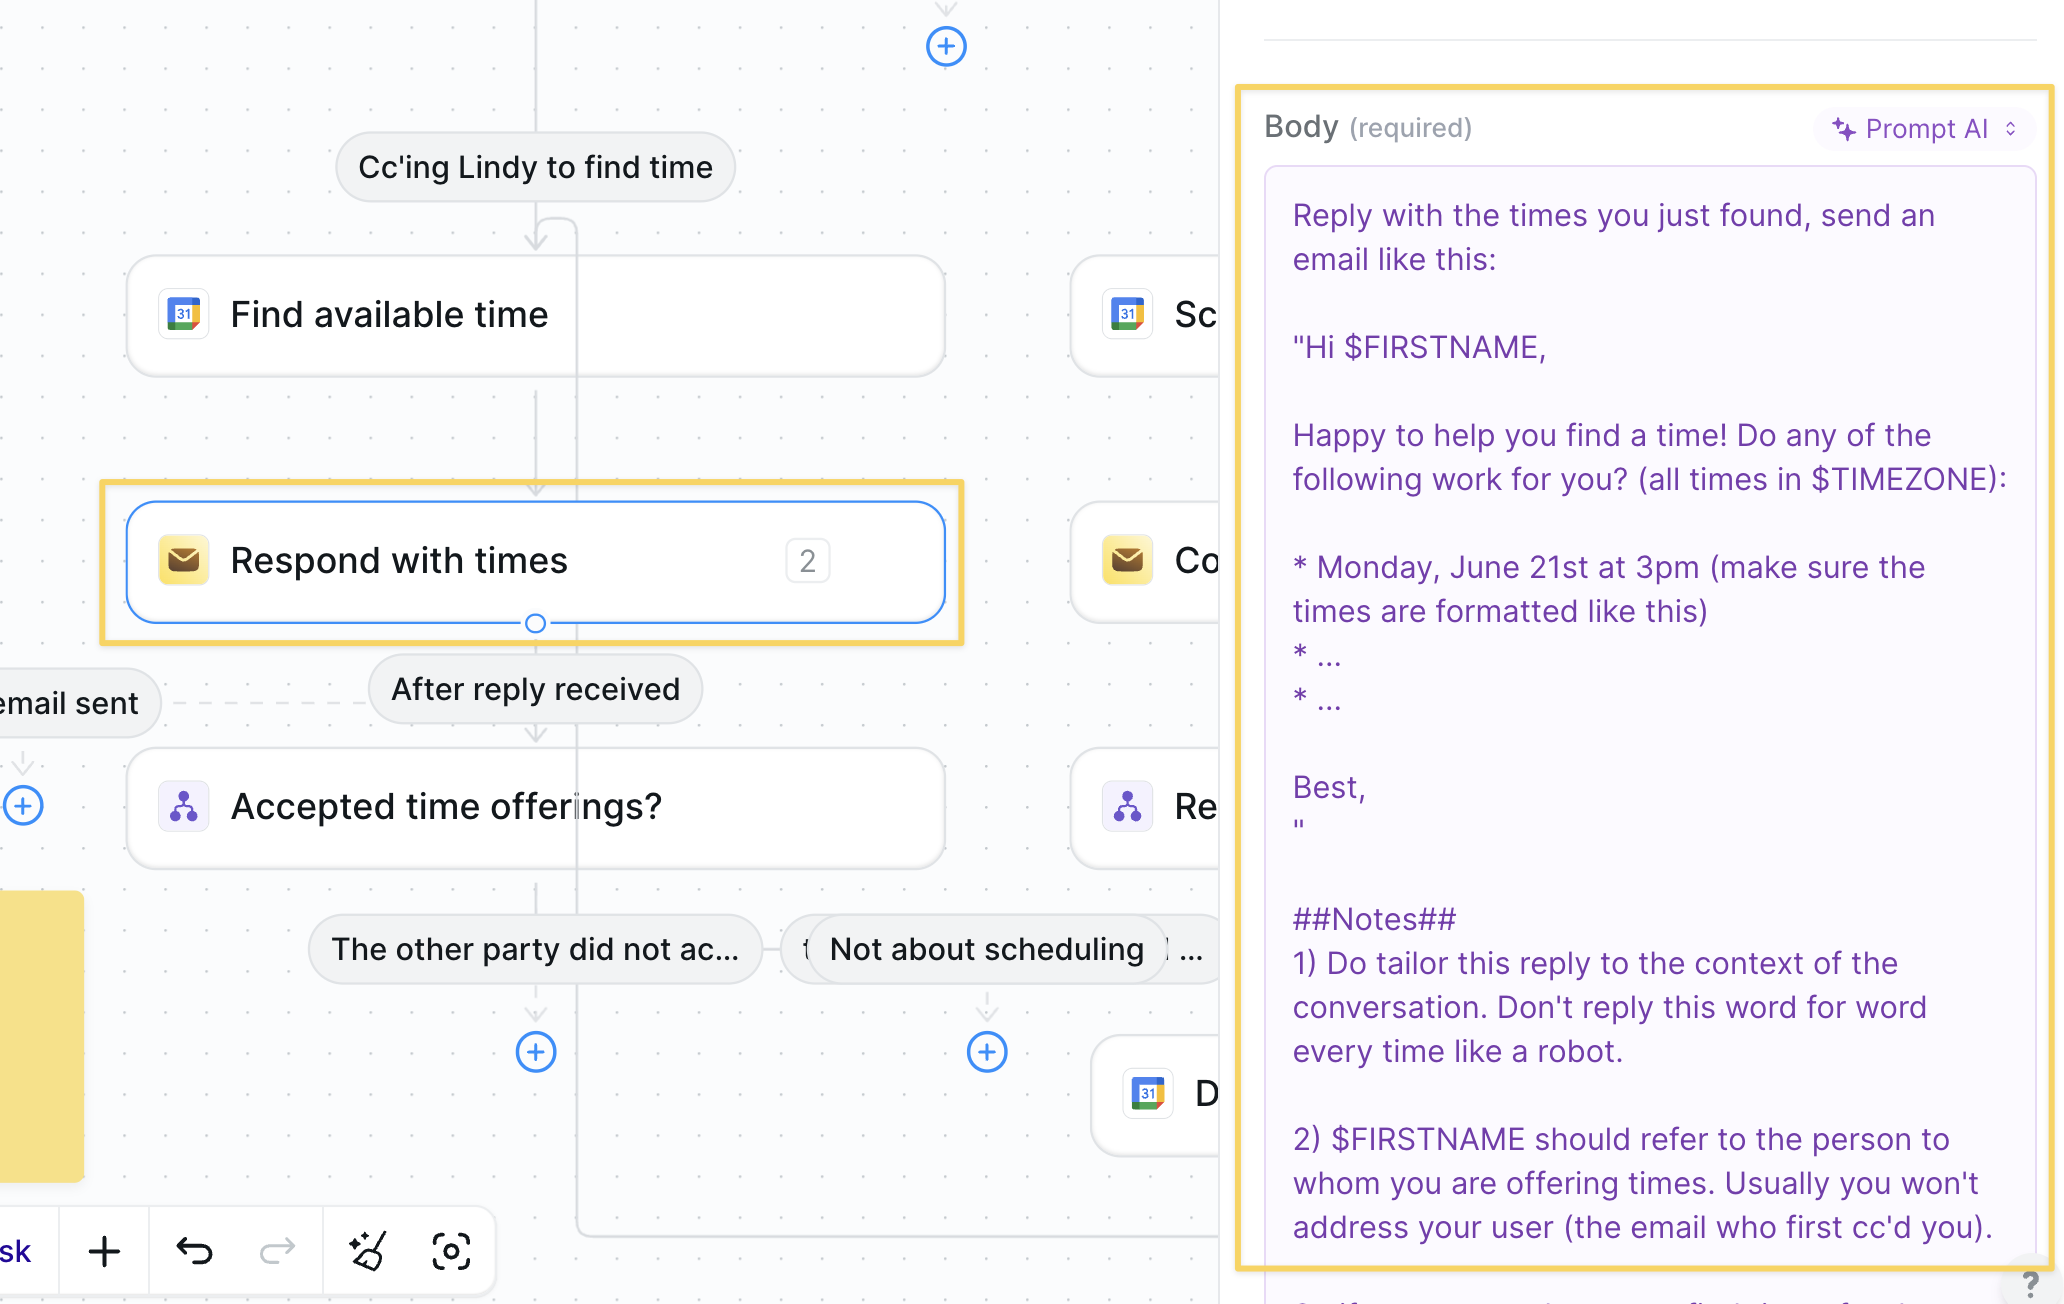 Cc'ing Lindy to find time
31
Find available time
31
Sc
Respond with times
2
Co
email sent
After reply received
Accepted time offerings?
Re
The other party did not ac...
Not about scheduling
...
31
D
sk
Body (required)
Prompt AI
Reply with the times you just found, send an
email like this:
"Hi $FIRSTNAME,
Happy to help you find a time! Do any of the
following work for you? (all times in $TIMEZONE):
* Monday, June 21st at 3pm (make sure the
times are formatted like this)
* ...
* ...
Best,
"
##Notes##
1) Do tailor this reply to the context of the
conversation. Don't reply this word for word
every time like a robot.
2) $FIRSTNAME should refer to the person to
whom you are offering times. Usually you won't
address your user (the email who first cc'd you).
?